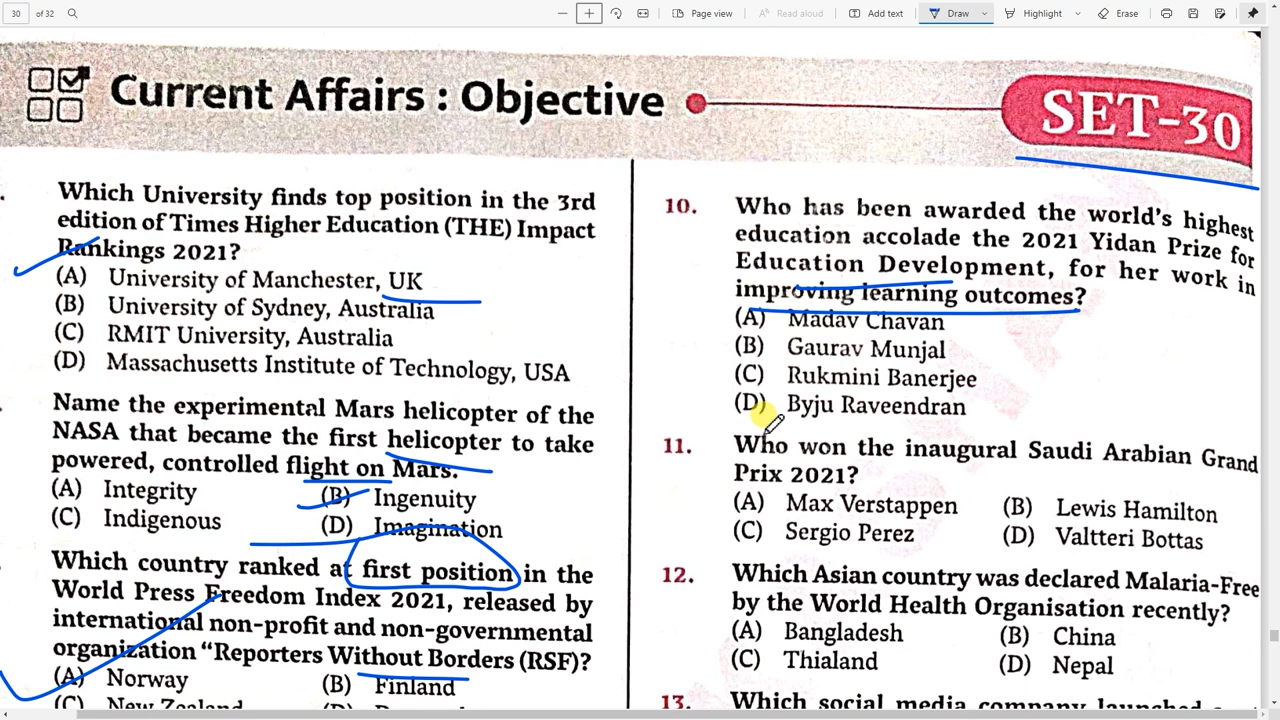 30 of 32
Page view
Read aloud
Add text
Draw
Highlight
Erase
Current Affairs : Objective
SET-30
Which University finds top position in the 3rd
edition of Times Higher Education (THE) Impact
Rankings 2021?
(A) University of Manchester, UK
(B) University of Sydney, Australia
(C) RMIT University, Australia
(D) Massachusetts Institute of Technology, USA
Name the experimental Mars helicopter of the
NASA that became the first helicopter to take
powered, controlled flight on Mars.
(A) Integrity (B) Ingenuity
(C) Indigenous (D) Imagination
Which country ranked at first position in the
World Press Freedom Index 2021, released by
international non-profit and non-governmental
organization “Reporters Without Borders (RSF)?
(A) Norway (B) Finland
(C) New Zealand
10. Who has been awarded the world's highest
education accolade the 2021 Yidan Prize for
Education Development, for her work in
improving learning outcomes?
(A) Madav Chavan
(B) Gaurav Munjal
(C) Rukmini Banerjee
(D) Byju Raveendran
11. Who won the inaugural Saudi Arabian Grand
Prix 2021?
(A) Max Verstappen (B) Lewis Hamilton
(C) Sergio Perez (D) Valtteri Bottas
12. Which Asian country was declared Malaria-Free
by the World Health Organisation recently?
(A) Bangladesh (B) China
(C) Thialand (D) Nepal
13. Which social media company launched a